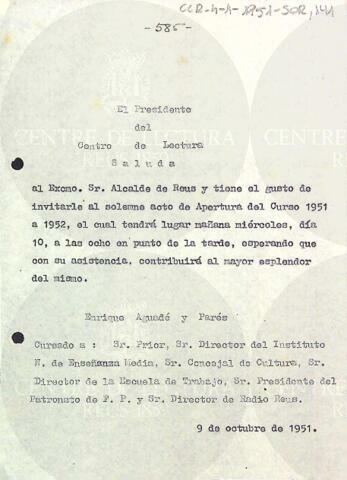 CLR-4-1-1951-SOR,141
-585-
El Presidente
del
Centro de Lectura
Saluda
al Excmo. Sr. Alcalde de Reus y tiene el gusto de
invitarle al solemne acto de Apertura del Curso 1951
a 1952, el cual tendrá lugar mañana miércoles, día
10, a las ocho en punto de la tarde, esperando que
con su asistencia, contribuirá al mayor esplendor
del mismo.
Enrique Aguadé y Parés
Cursado a : Sr. Prior, Sr. Director del Instituto
N. de Enseñanza Media, Sr. Concejal de Cultura, Sr.
Director de la Escuela de Trabajo, Sr. Presidente del
Patronato de F. P. y Sr. Director de Radio Reus.
9 de octubre de 1951.